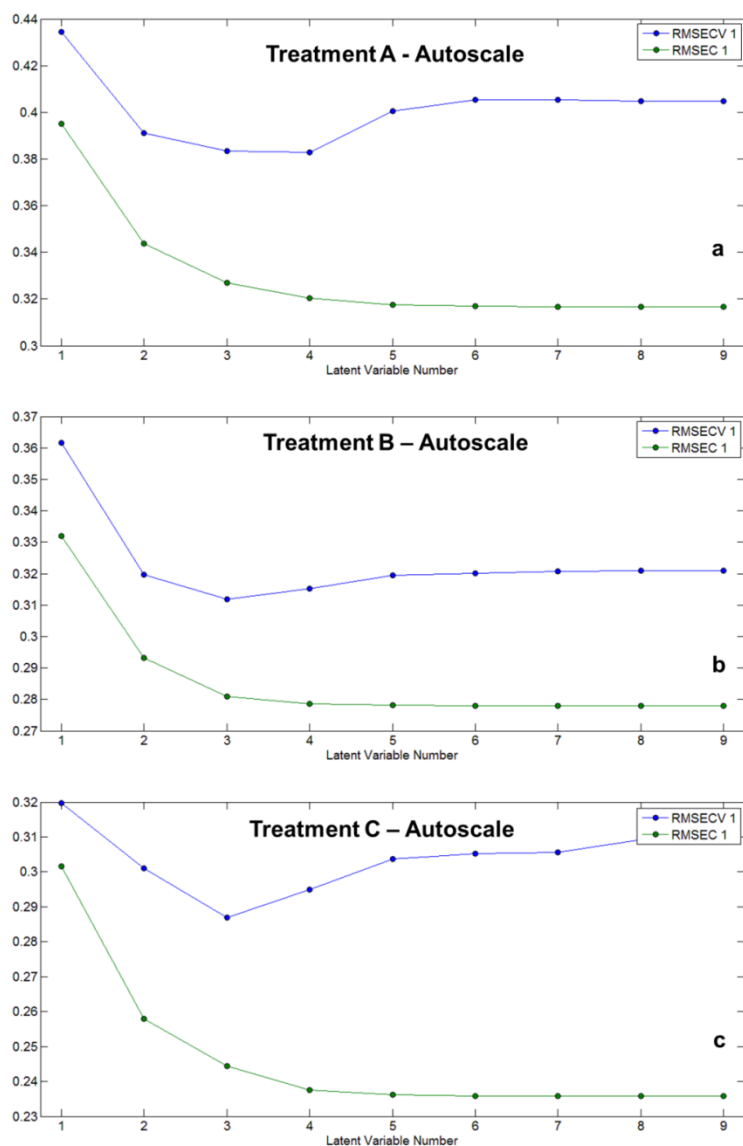 Treatment A - Autoscale
RMSECV 1
RMSEC 1
0.44
0.42
0.4
0.38
0.36
0.34
0.32
0.3
a
1 2 3 4 5 6 7 8 9
Latent Variable Number
Treatment B – Autoscale
RMSECV 1
RMSEC 1
0.37
0.36
0.35
0.34
0.33
0.32
0.31
0.3
0.29
0.28
0.27
b
1 2 3 4 5 6 7 8 9
Latent Variable Number
Treatment C – Autoscale
RMSECV 1
RMSEC 1
0.32
0.31
0.3
0.29
0.28
0.27
0.26
0.25
0.24
0.23
c
1 2 3 4 5 6 7 8 9
Latent Variable Number